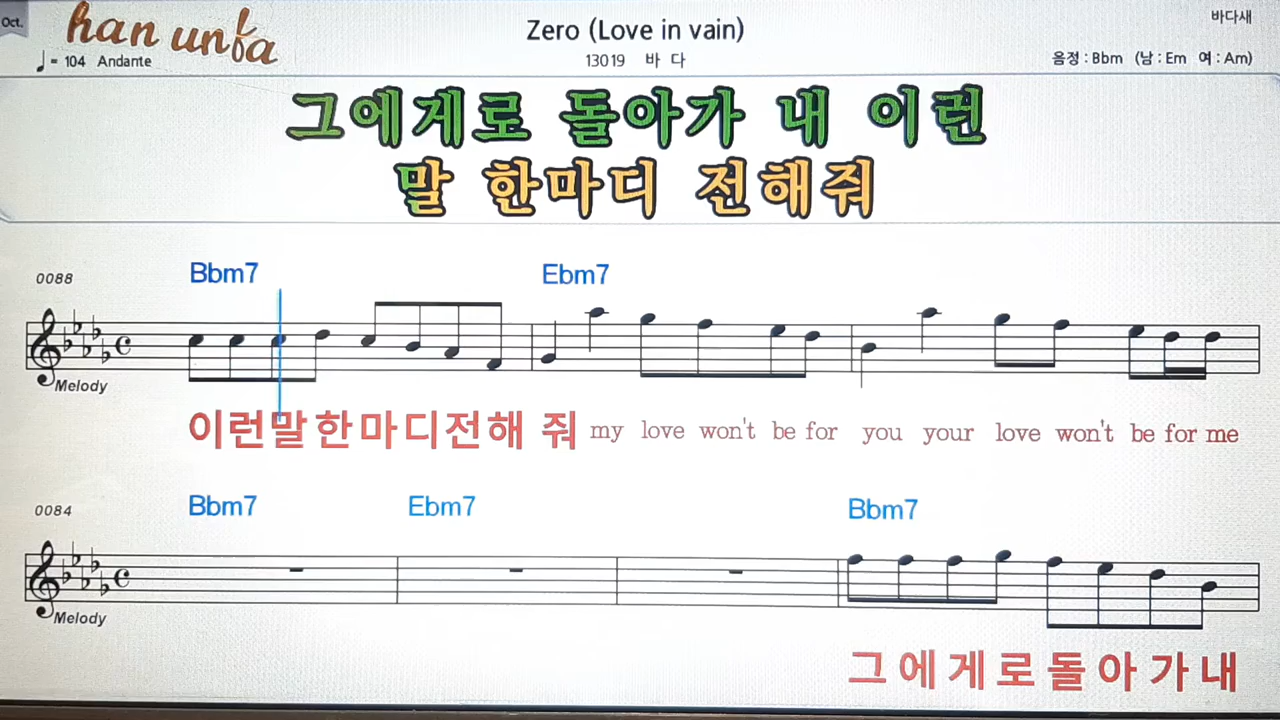 Oct.
han unfa
Zero (Love in vain)
바다새
♩ = 104 Andante
13019 바 다
음정 : Bbm (남 : Em 여 : Am)
그에게로 돌아가 내 이런
말 한마디 전해줘
0088
Bbm7 Ebm7
Melody
이런말한마디전해 줘 my love won't be for you your love won't be for me
0084
Bbm7 Ebm7 Bbm7
Melody
그에게로돌아가내